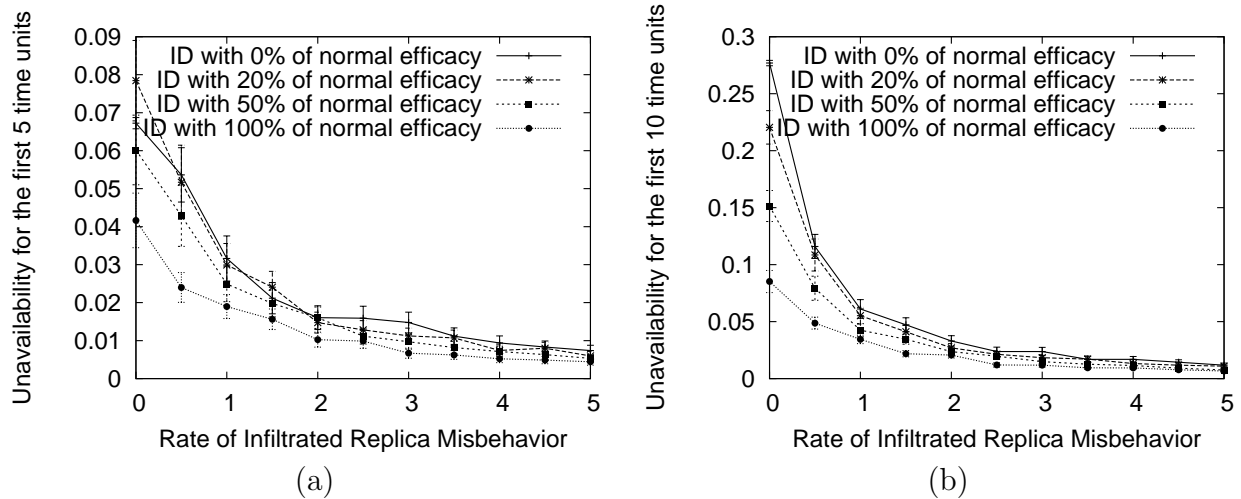 Unavailability for the first 5 time units
0.09
0.08
0.07
0.06
0.05
0.04
0.03
0.02
0.01
0
ID with 0% of normal efficacy
ID with 20% of normal efficacy
ID with 50% of normal efficacy
ID with 100% of normal efficacy
0 1 2 3 4 5
Rate of Infiltrated Replica Misbehavior
(a)
Unavailability for the first 10 time units
0.3
0.25
0.2
0.15
0.1
0.05
0
ID with 0% of normal efficacy
ID with 20% of normal efficacy
ID with 50% of normal efficacy
ID with 100% of normal efficacy
0 1 2 3 4 5
Rate of Infiltrated Replica Misbehavior
(b)